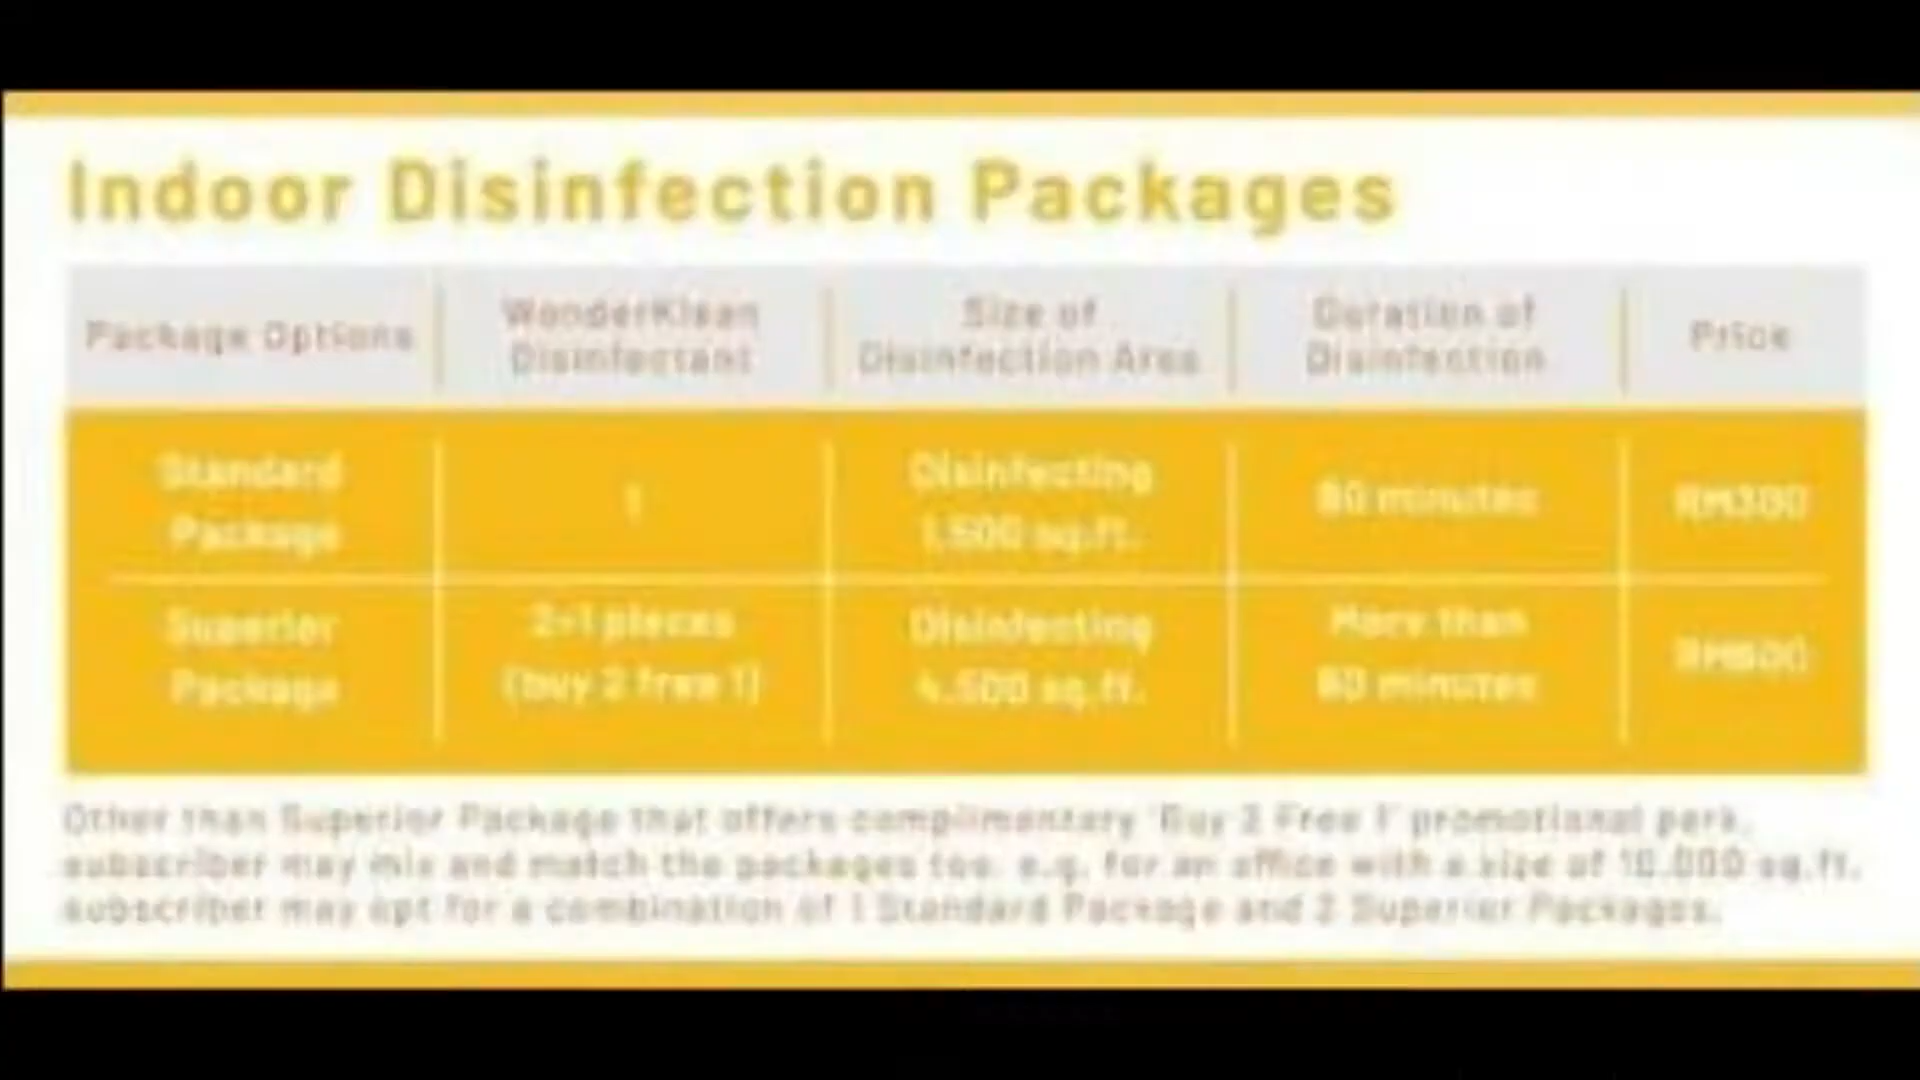 Indoor Disinfection Packages
Package Options
WonderKlean
Disinfectant
Size of
Disinfection Area
Duration of
Disinfection
Price
Standard
Package
1
Disinfecting
1,500 sq.ft.
60 minutes
RM300
Superior
Package
2+1 pieces
(buy 2 free 1)
Disinfecting
4,500 sq.ft.
More than
60 minutes
Other than Superior Package that offers complimentary 'Buy 2 Free 1' promotional perk,
subscriber may mix and match the packages too. e.g. for an office with a size of 10,000 sq.ft.
subscriber may opt for a combination of 1 Standard Package and 2 Superior Packages.